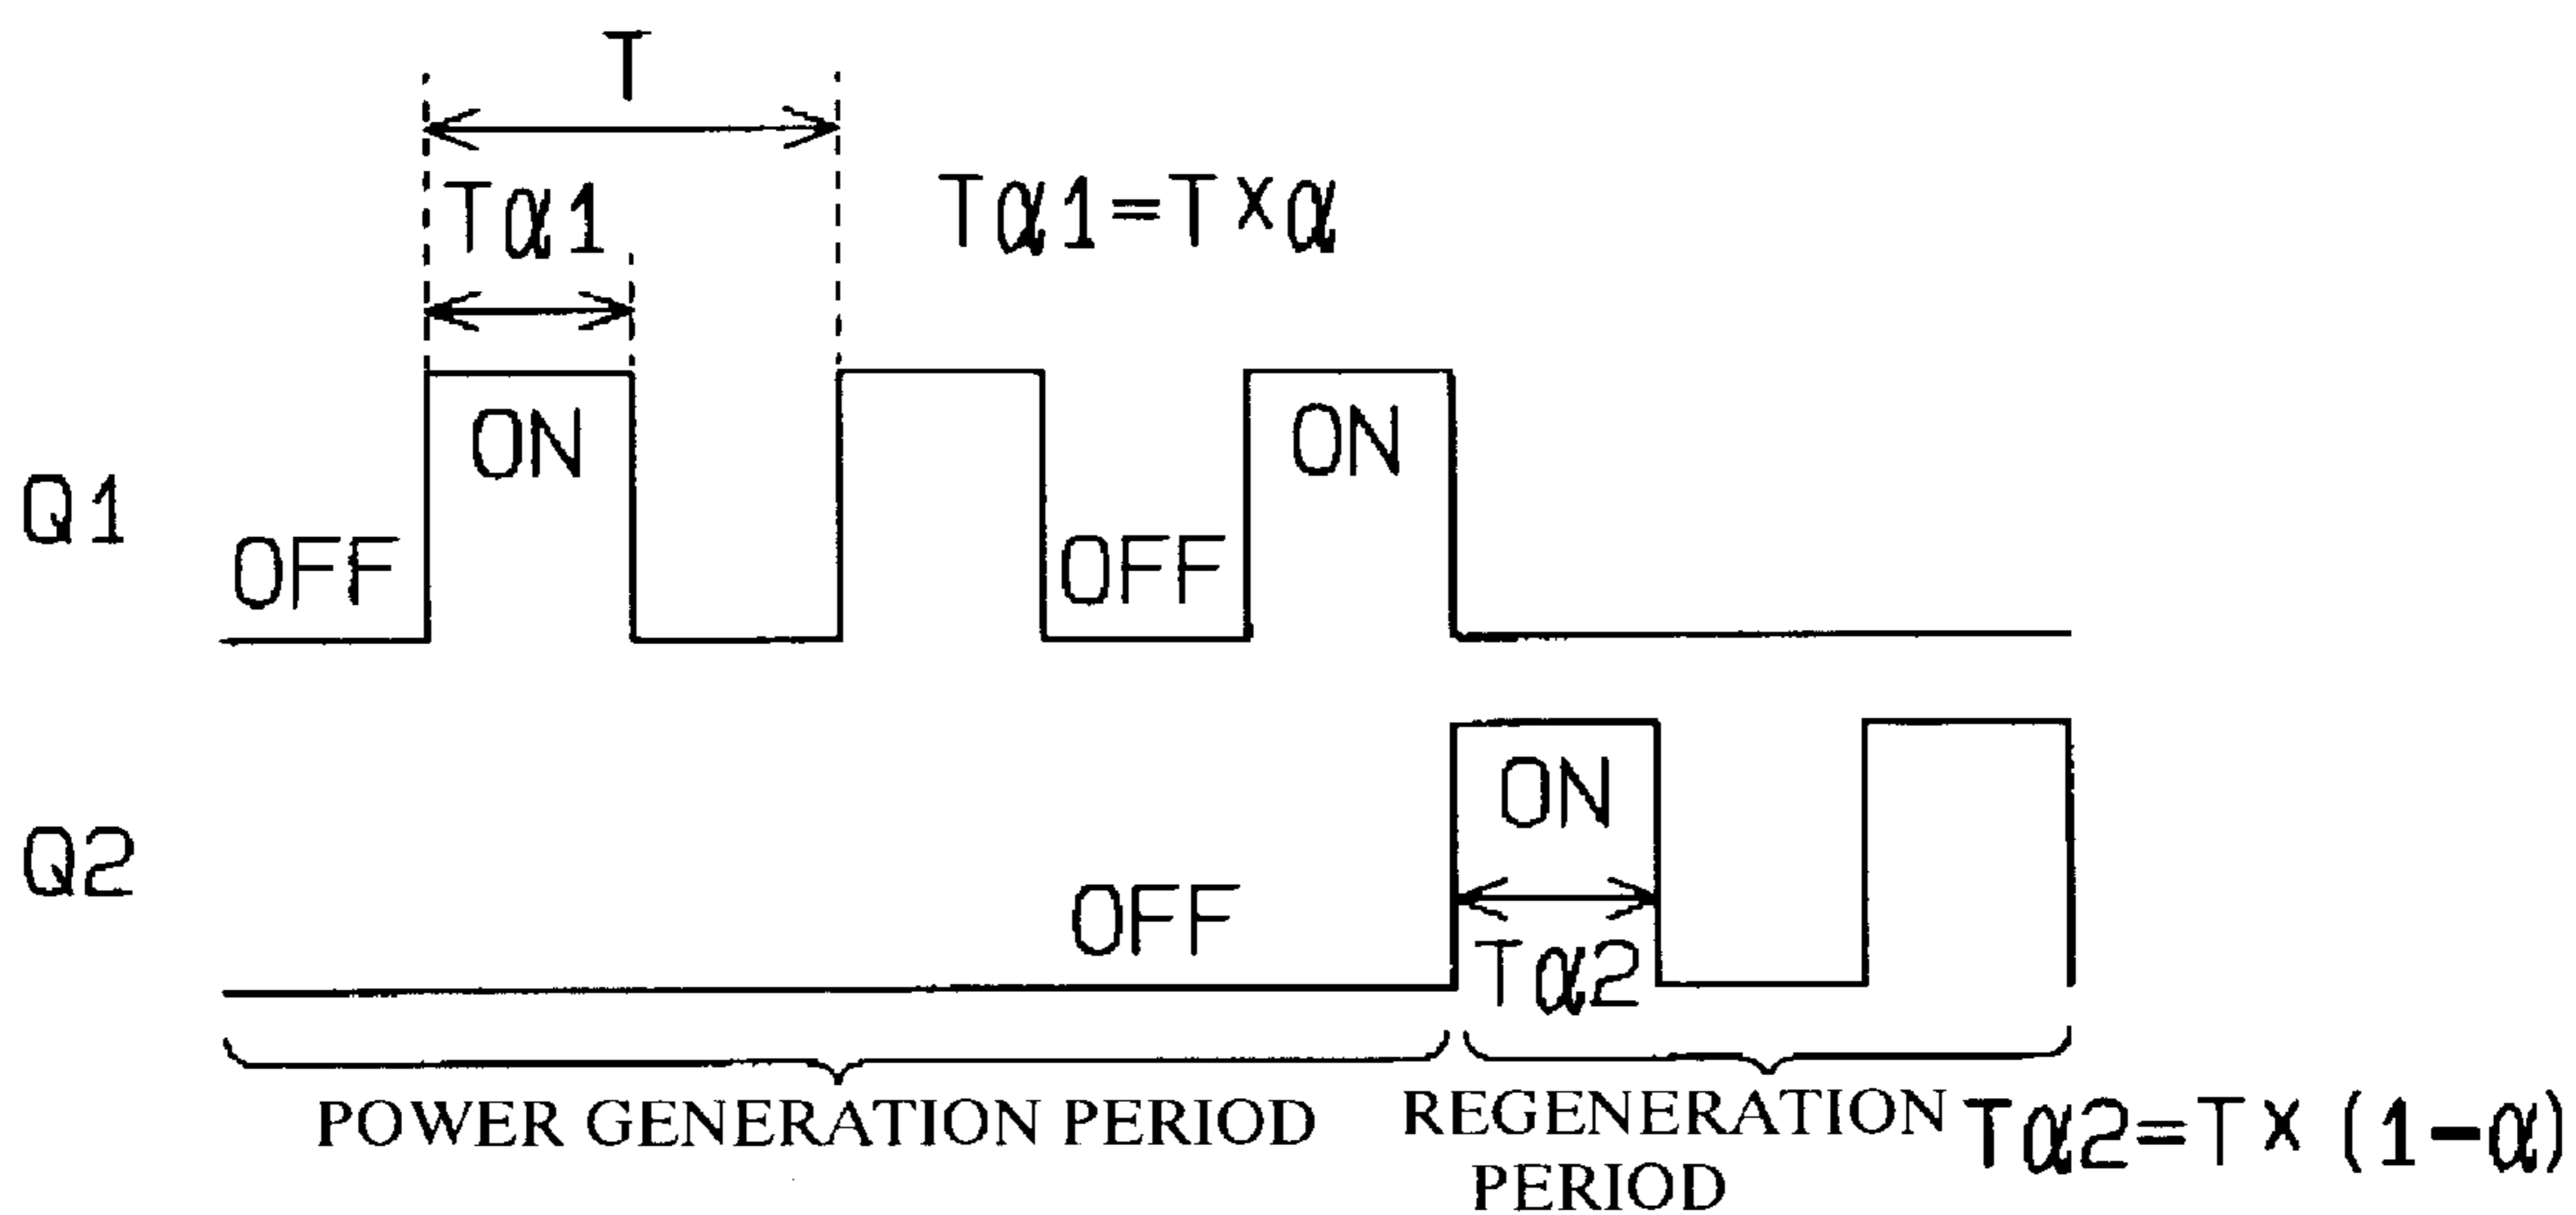 T
Tα1
Tα1=T×α
ON
ON
Q1
OFF
OFF
ON
Q2
OFF
Tα2
POWER GENERATION PERIOD
REGENERATION
PERIOD
Tα2=T×(1-α)